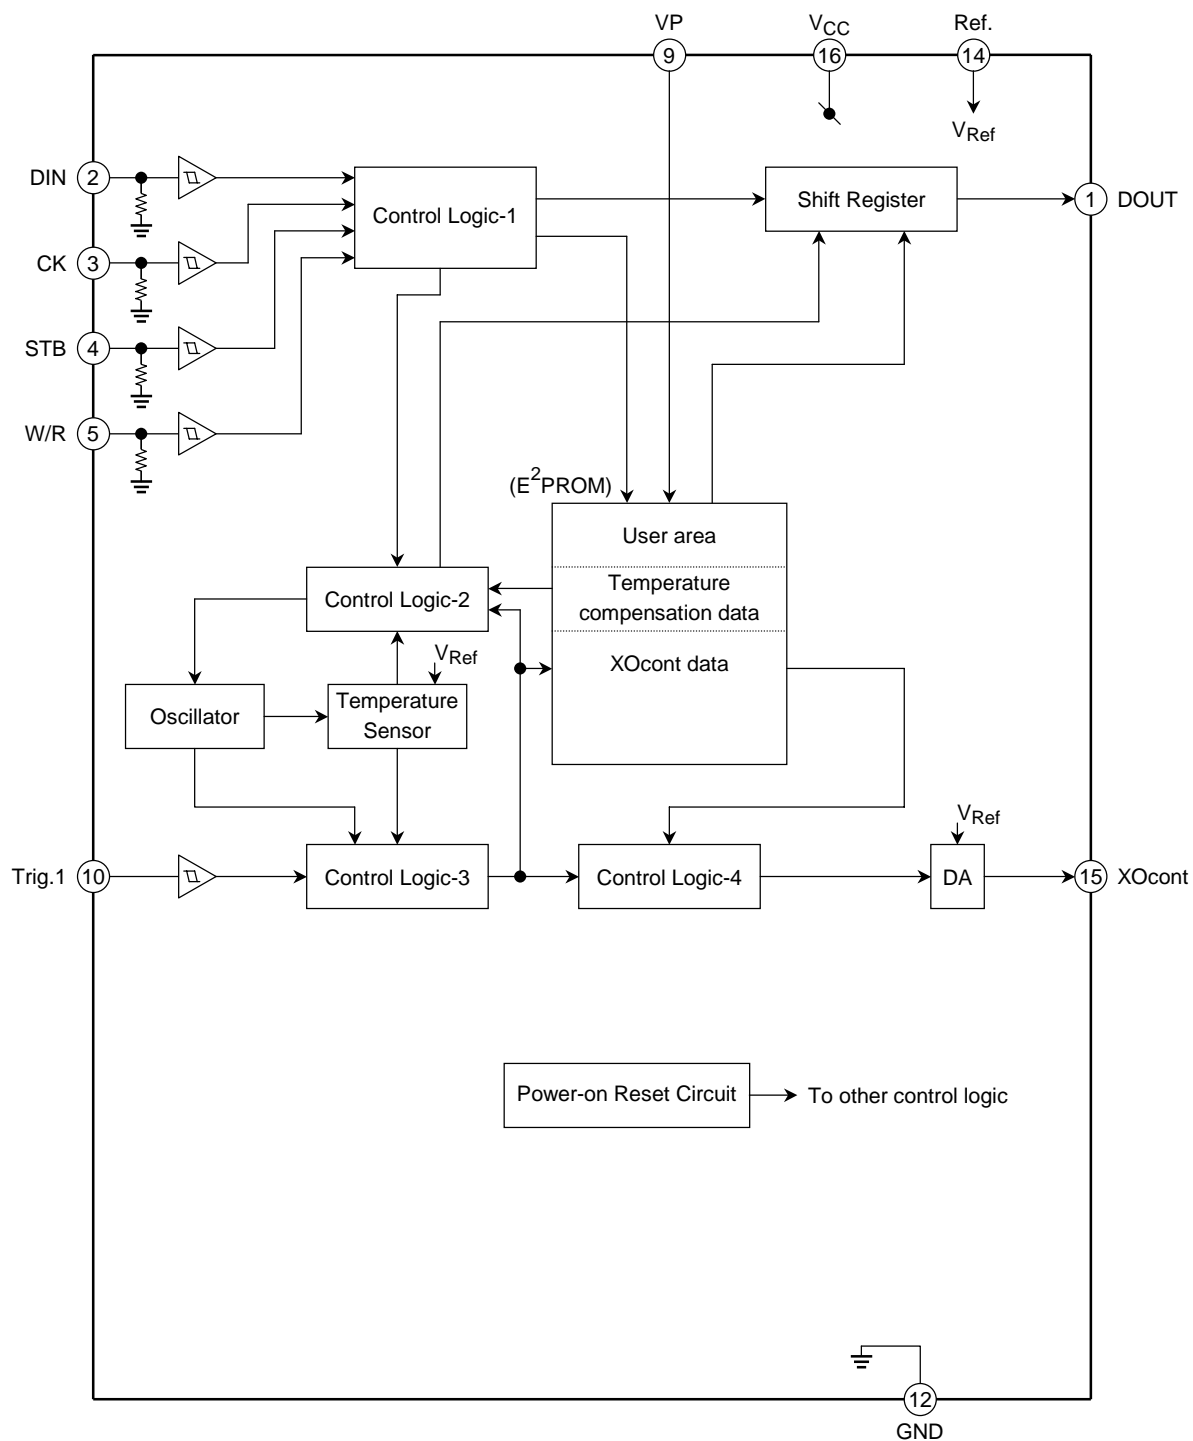 VP
VCC
Ref.
9
16
14
VRef
DIN
2
Control Logic-1
Shift Register
1
DOUT
CK
3
STB
4
W/R
5
(E2PROM)
User area
Temperature
compensation data
Control Logic-2
XOcont data
VRef
Oscillator
Temperature
Sensor
VRef
Trig.1
10
Control Logic-3
Control Logic-4
DA
15
XOcont
Power-on Reset Circuit
To other control logic
12
GND